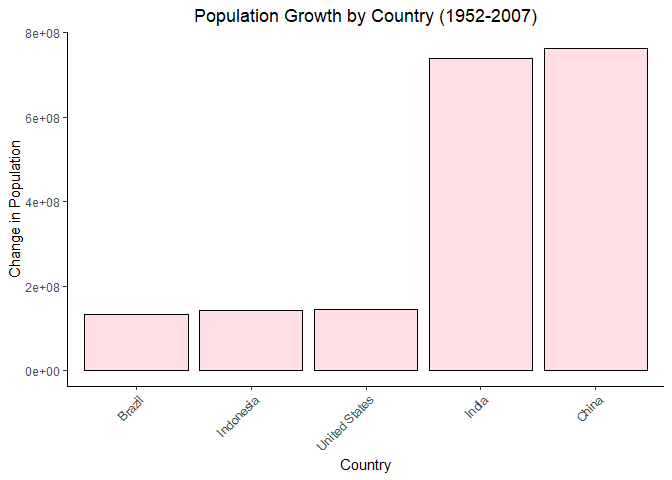 Population Growth by Country (1952-2007)
Change in Population
8e+08
6e+08
4e+08
2e+08
0e+00
Brazil
Indonesia
United States
India
China
Country